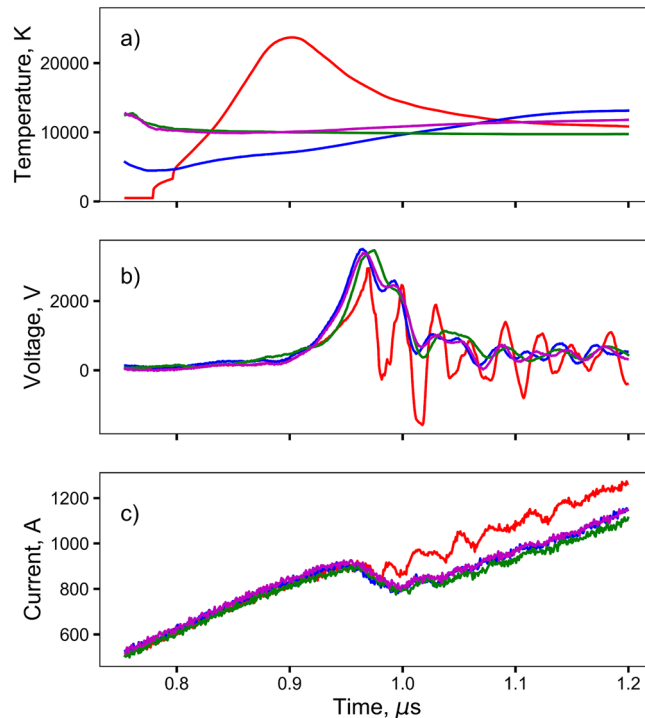 a)
Temperature, K
20000
10000
0
b)
Voltage, V
2000
0
c)
Current, A
1200
1000
800
600
0.8 0.9 1.0 1.1 1.2
Time, μs